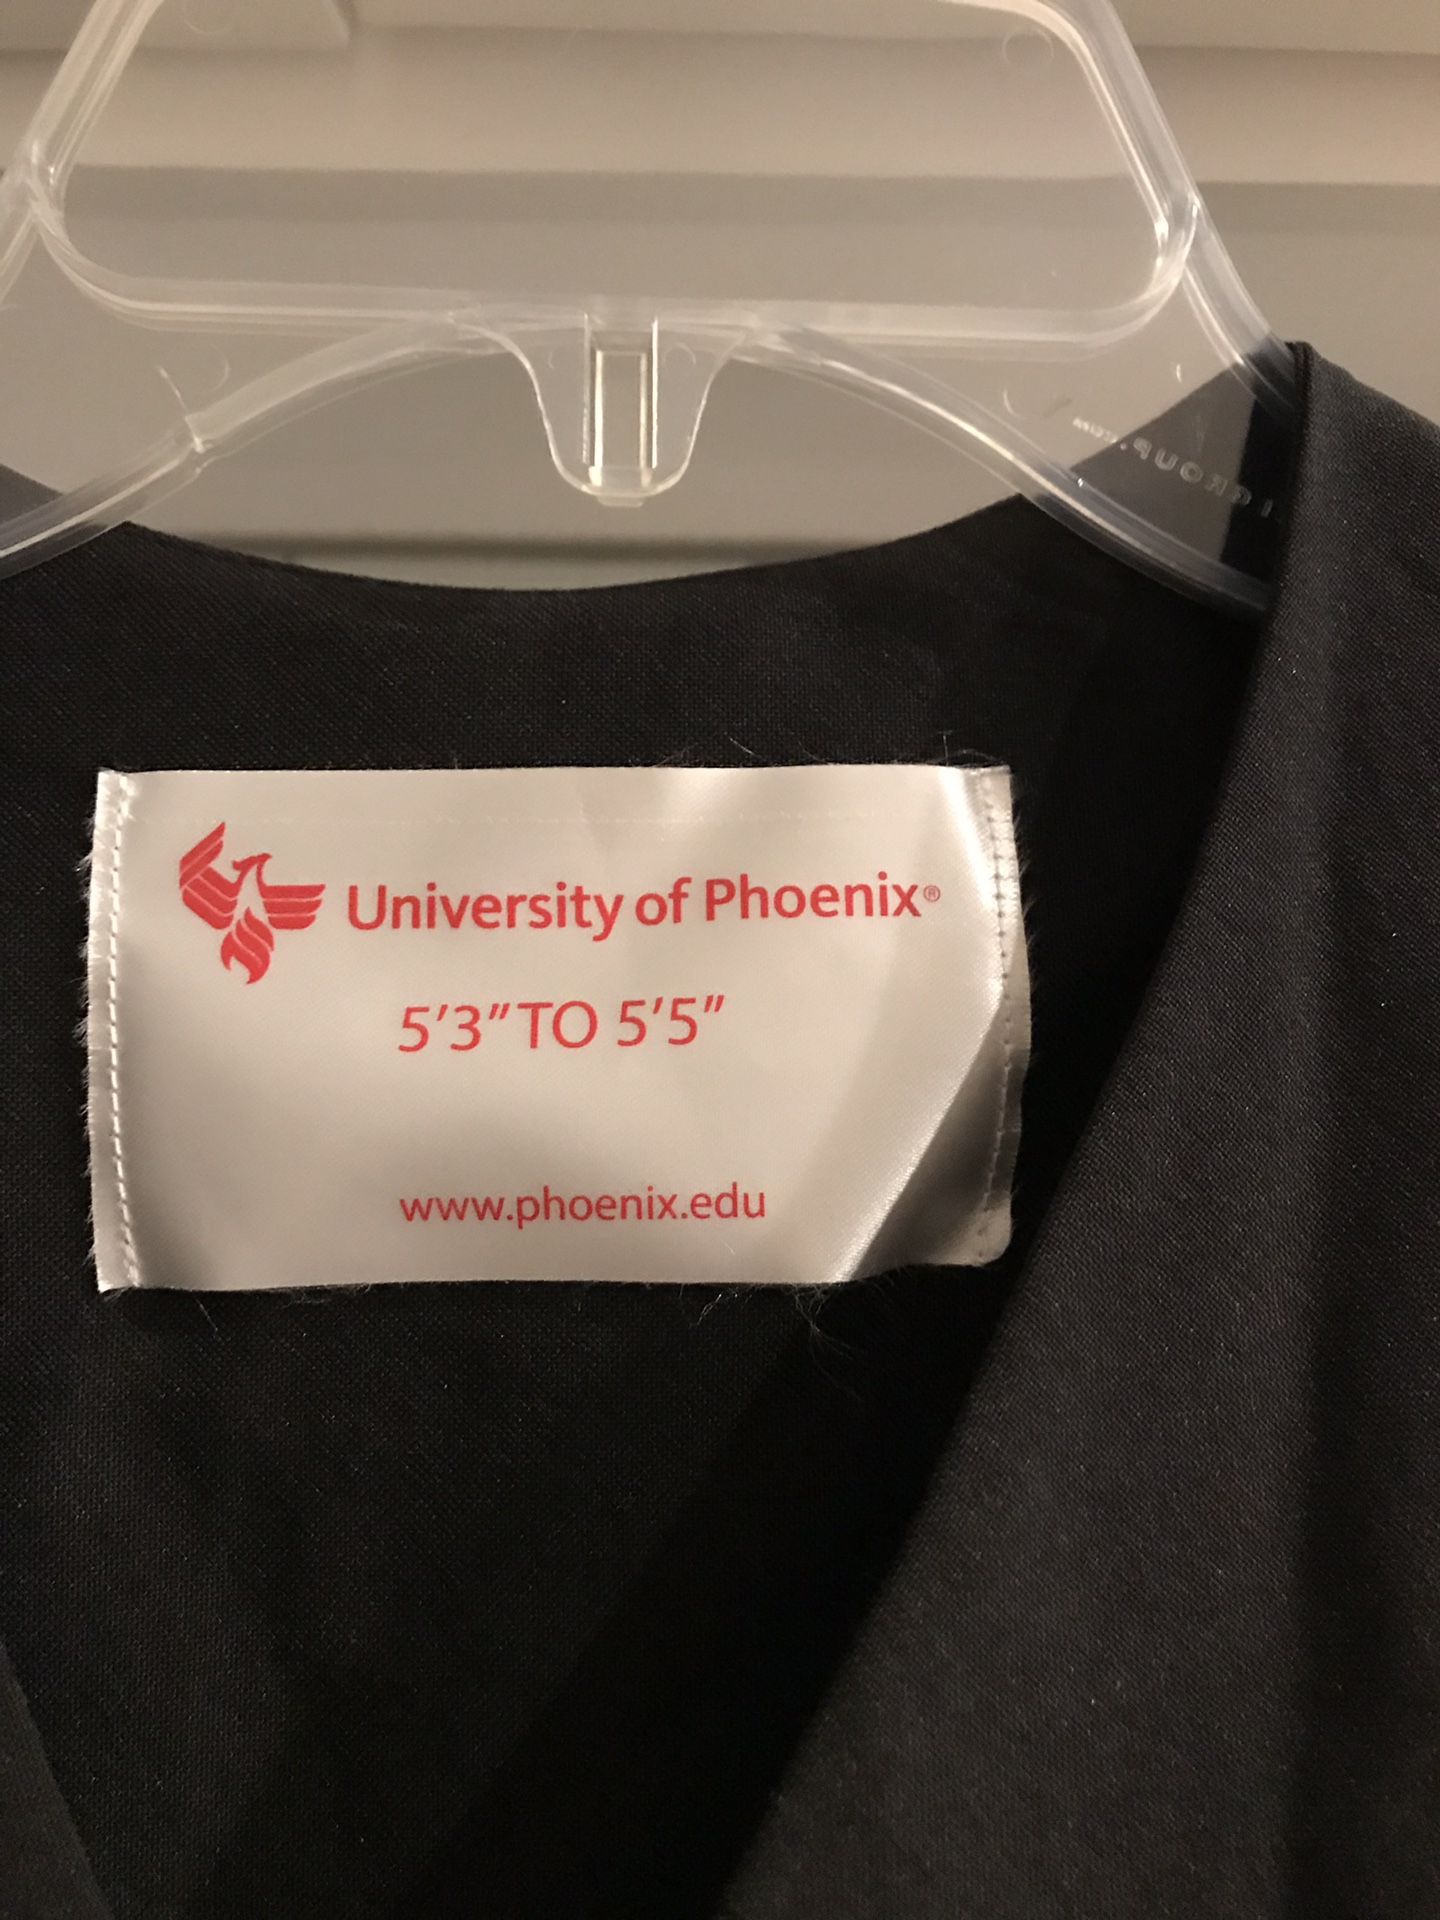 University of Phoenix®
5'3" TO 5'5"
www.phoenix.edu